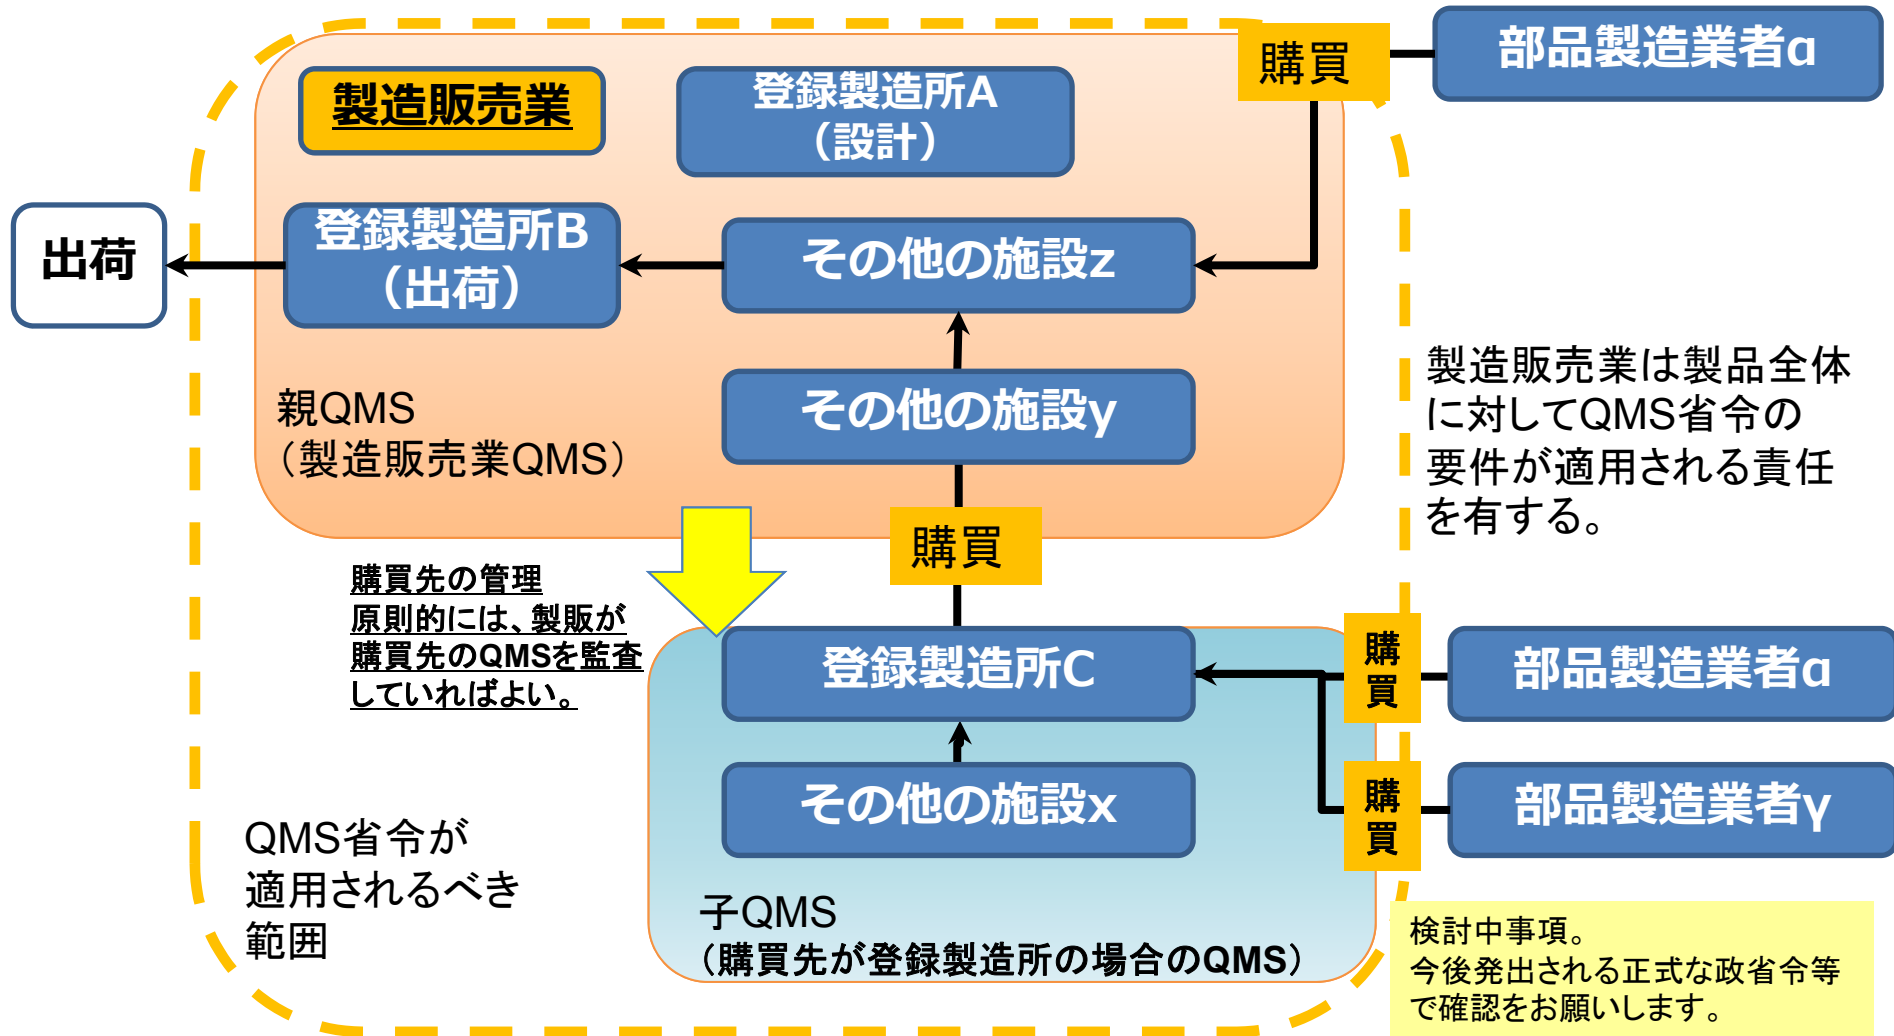 購買
部品製造業者α
製造販売業
登録製造所A
（設計）
出荷
登録製造所B
（出荷）
その他の施設z
製造販売業は製品全体
に対してQMS省令の
要件が適用される責任
を有する。
その他の施設y
親QMS
（製造販売業QMS）
購買
購買先の管理
原則的には、製販が
購買先のQMSを監査
していればよい。
登録製造所C
購
買
部品製造業者α
その他の施設x
購
買
部品製造業者γ
QMS省令が
適用されるべき
範囲
子QMS
（購買先が登録製造所の場合のQMS）
検討中事項。
今後発出される正式な政省令等
で確認をお願いします。